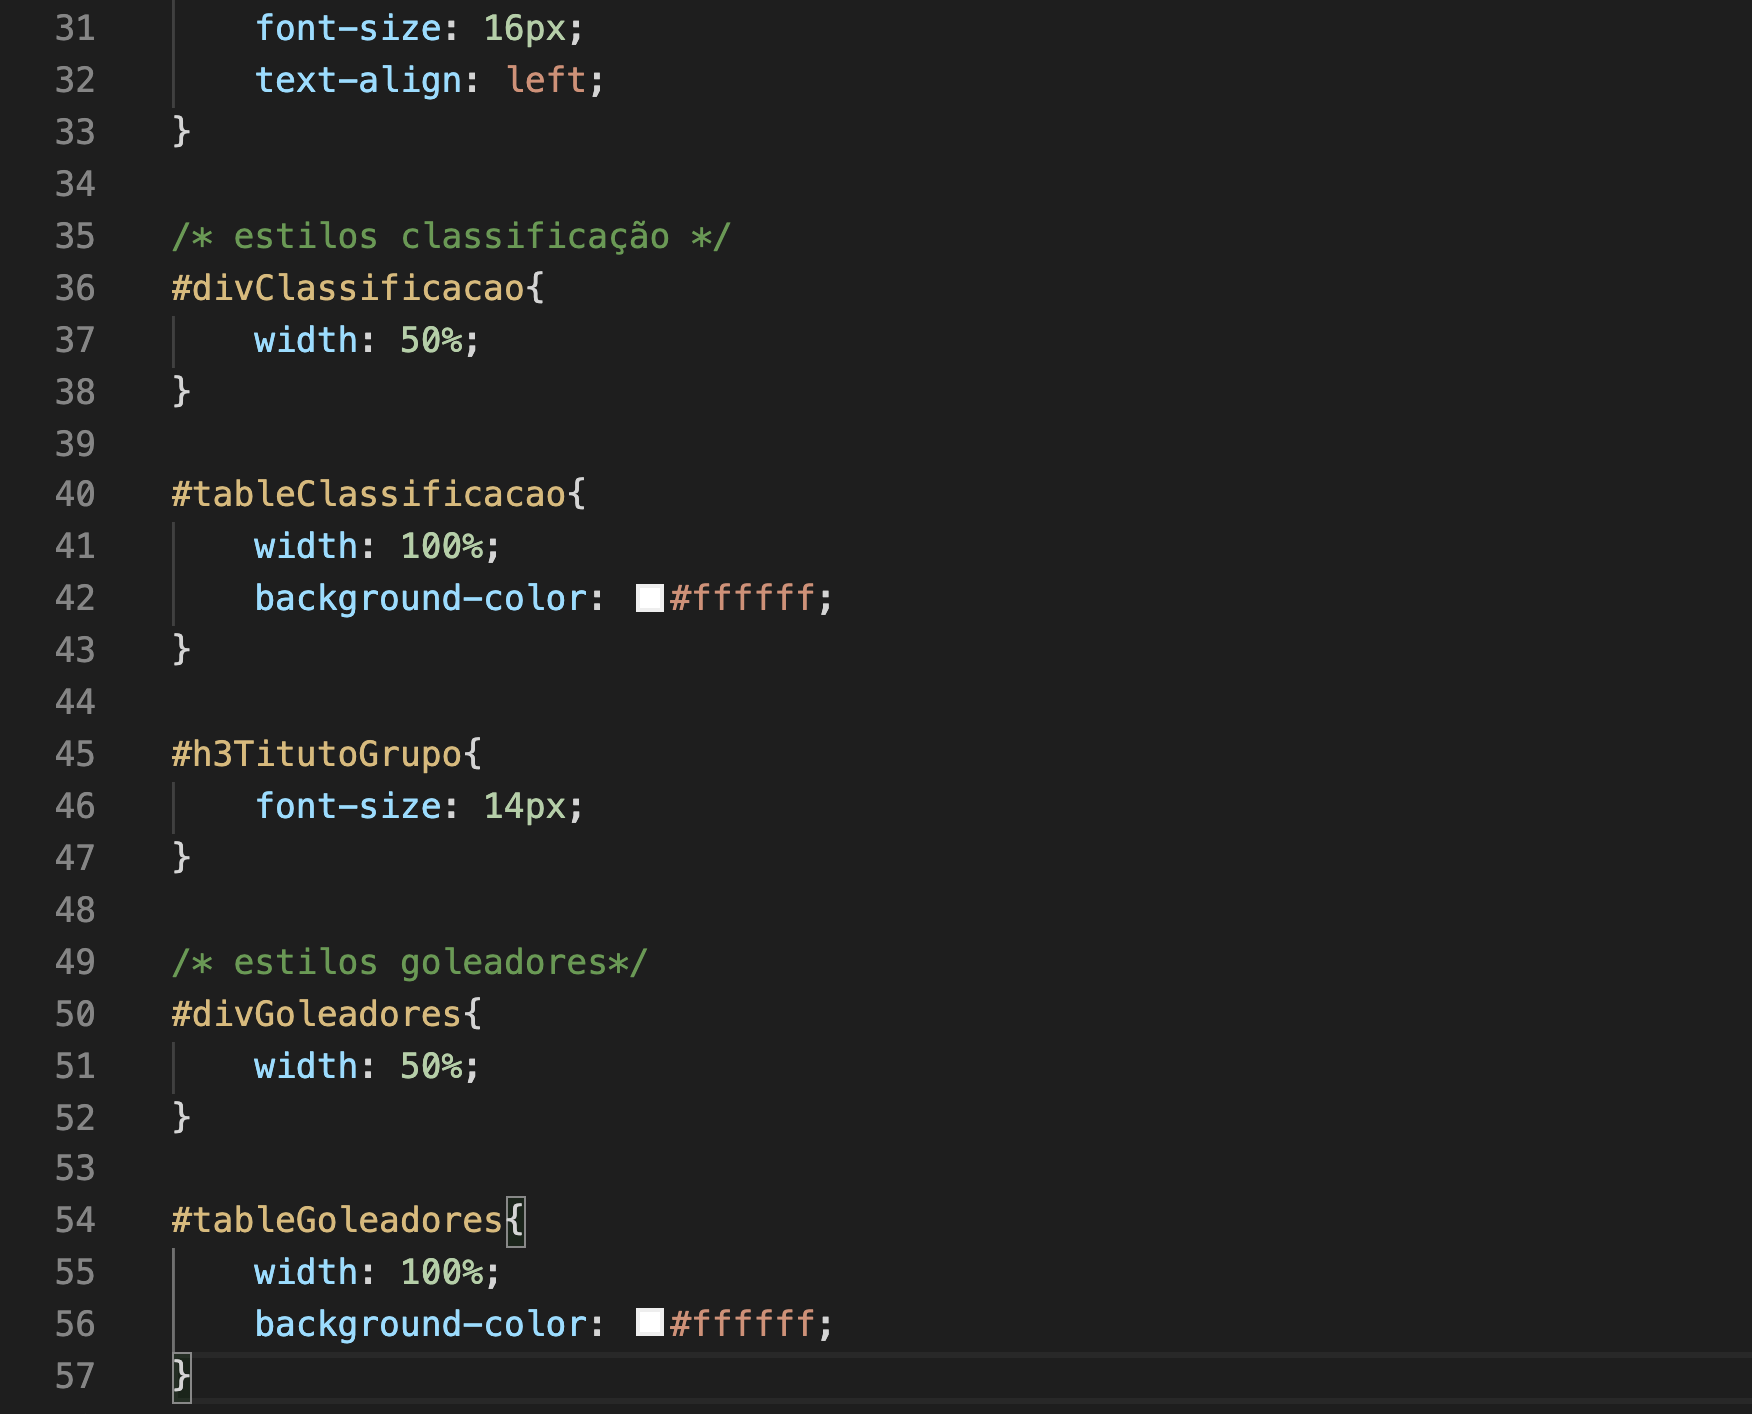 31 font-size: 16px;
32 text-align: left;
33 }
34
35 /* estilos classificação */
36 #divClassificacao{
37 width: 50%;
38 }
39
40 #tableClassificacao{
41 width: 100%;
42 background-color: #ffffff;
43 }
44
45 #h3TitutoGrupo{
46 font-size: 14px;
47 }
48
49 /* estilos goleadores*/
50 #divGoleadores{
51 width: 50%;
52 }
53
54 #tableGoleadores{
55 width: 100%;
56 background-color: #ffffff;
57 }